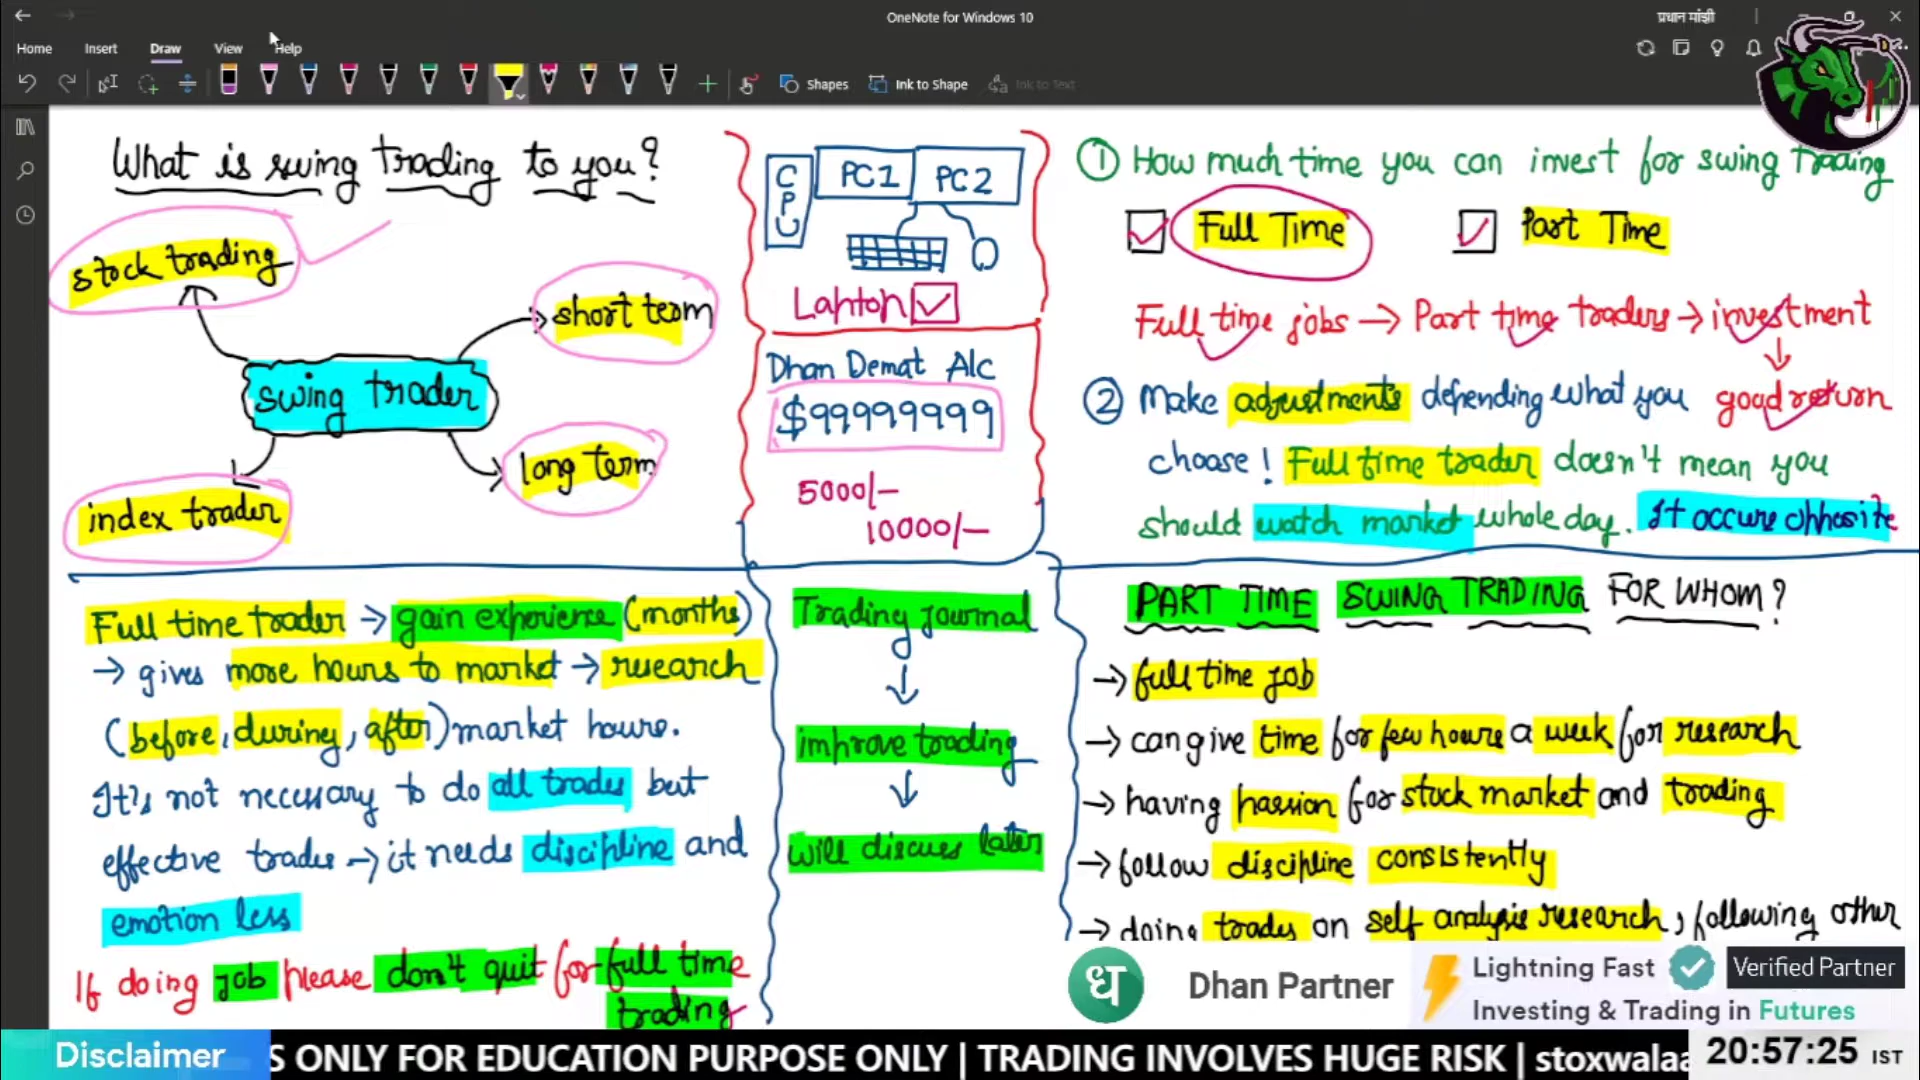 OneNote for Windows 10
प्रधान मांझी
Home Insert Draw View Help
Shapes Ink to Shape Ink to Text
What is swing trading to you?
stock trading
short term
swing trader
long term
index trader
CPU
PC1 PC2
Laptop
Dhan Demat A/c
$99999999
5000/-
10000/-
① How much time you can invest for swing trading
Full Time Part Time
Full time jobs → Part time traders → investment
↓
② Make adjustments depending what you good return
choose! Full time trader doesn't mean you
should watch market whole day. It occurs opposite
Full time trader → gain experience (months)
→ gives more hours to market → research
(before, during, after) market hours.
It's not necessary to do all trades but
effective trades → it needs discipline and
emotion less
If doing job please don't quit for full time
trading
Trading journal
↓
improve trading
↓
will discuss later
PART TIME SWING TRADING FOR WHOM?
→ full time job
→ can give time for few hours a week for research
→ having passion for stock market and trading
→ follow discipline consistently
→ doing trades on self analysis research, following other
ध Dhan Partner
Lightning Fast Verified Partner
Investing & Trading in Futures
Disclaimer S ONLY FOR EDUCATION PURPOSE ONLY | TRADING INVOLVES HUGE RISK | stoxwalaa 20:57:25 IST